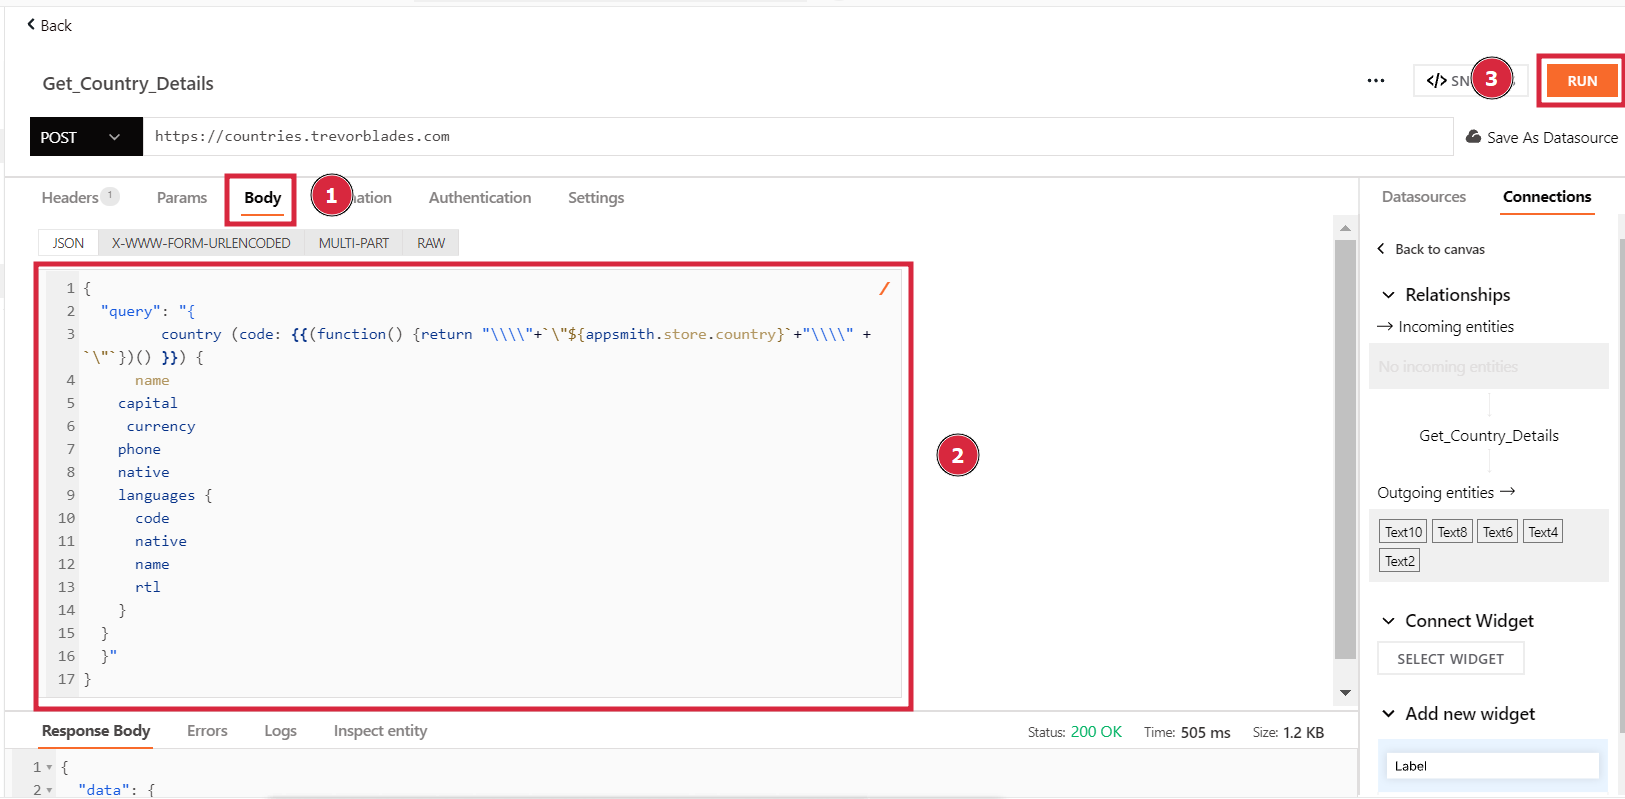 Back
Get_Country_Details
... </> SN 3 RUN
POST https://countries.trevorblades.com Save As Datasource
Headers 1 Params Body 1 ation Authentication Settings
JSON X-WWW-FORM-URLENCODED MULTI-PART RAW
1 {
2 "query": "{
3 country (code: {{(function() {return "\\\\"+`\"${appsmith.store.country}`+"\\\\" +
`\"`})() }}) {
4 name
5 capital
6 currency
7 phone
8 native
9 languages {
10 code
11 native
12 name
13 rtl
14 }
15 }
16 }"
17 }
2
Response Body Errors Logs Inspect entity Status: 200 OK Time: 505 ms Size: 1.2 KB
1 {
2 "data": {
Datasources Connections
Back to canvas
Relationships
Incoming entities
No incoming entities
Get_Country_Details
Outgoing entities
Text10 Text8 Text6 Text4
Text2
Connect Widget
SELECT WIDGET
Add new widget
Label